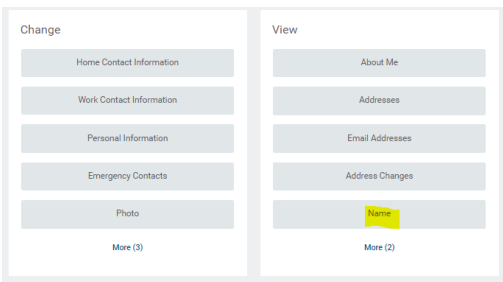 Change
Home Contact Information
Work Contact Information
Personal Information
Emergency Contacts
Photo
More (3)
View
About Me
Addresses
Email Addresses
Address Changes
Name
More (2)